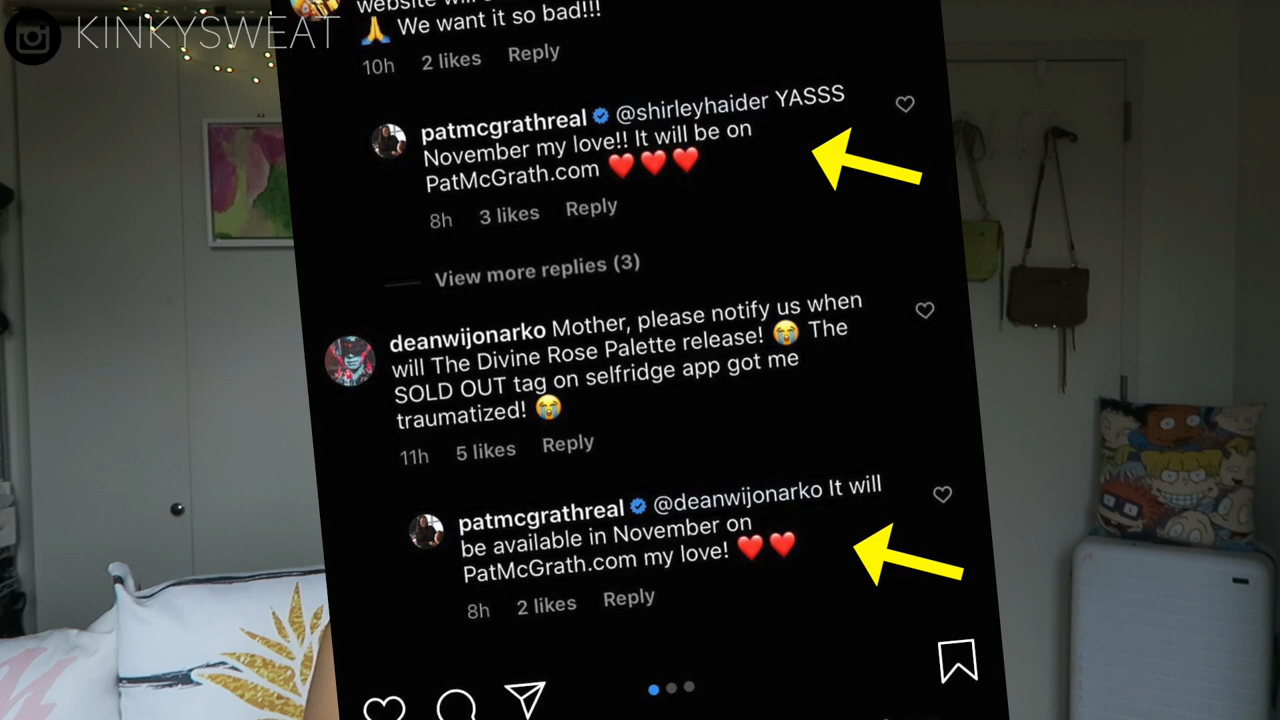 KINKYSWEAT
website will
We want it so bad!!!
10h 2 likes Reply
patmcgrathreal @shirleyhaider YASSS
November my love!! It will be on
PatMcGrath.com ❤️❤️❤️
8h 3 likes Reply
View more replies (3)
deanwijonarko Mother, please notify us when
will The Divine Rose Palette release! 😭 The
SOLD OUT tag on selfridge app got me
traumatized! 😭
11h 5 likes Reply
patmcgrathreal @deanwijonarko It will
be available in November on
PatMcGrath.com my love! ❤️❤️
8h 2 likes Reply